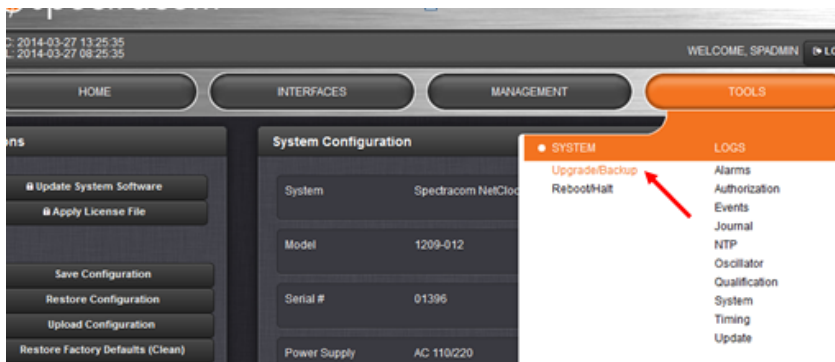 spectracom
C: 2014-03-27 13:25:35
L: 2014-03-27 08:25:35
WELCOME, SPADMIN
HOME
INTERFACES
MANAGEMENT
TOOLS
ns
System Configuration
SYSTEM
LOGS
Upgrade/Backup
Reboot/Halt
Alarms
Authorization
Events
Journal
NTP
Oscillator
Qualification
System
Timing
Update
Update System Software
Apply License File
Save Configuration
Restore Configuration
Upload Configuration
Restore Factory Defaults (Clean)
System Spectracom NetCloc
Model 1209-012
Serial # 01396
Power Supply AC 110/220